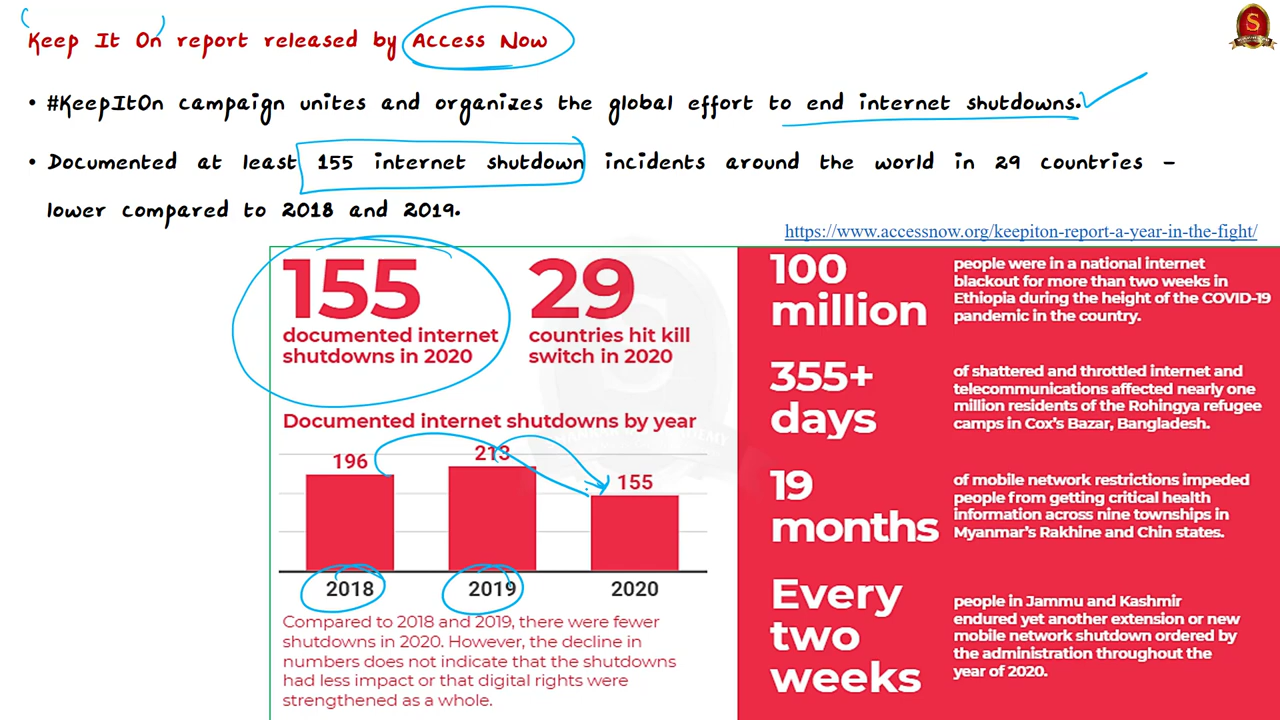 Keep It On report released by Access Now
• #KeepItOn campaign unites and organizes the global effort to end internet shutdowns.
• Documented at least 155 internet shutdown incidents around the world in 29 countries –
lower compared to 2018 and 2019.
https://www.accessnow.org/keepiton-report-a-year-in-the-fight/
155
documented internet
shutdowns in 2020
29
countries hit kill
switch in 2020
Documented internet shutdowns by year
196
213
155
2018
2019
2020
Compared to 2018 and 2019, there were fewer
shutdowns in 2020. However, the decline in
numbers does not indicate that the shutdowns
had less impact or that digital rights were
strengthened as a whole.
100
million
people were in a national internet
blackout for more than two weeks in
Ethiopia during the height of the COVID-19
pandemic in the country.
355+
days
of shattered and throttled internet and
telecommunications affected nearly one
million residents of the Rohingya refugee
camps in Cox's Bazar, Bangladesh.
19
months
of mobile network restrictions impeded
people from getting critical health
information across nine townships in
Myanmar's Rakhine and Chin states.
Every
two
weeks
people in Jammu and Kashmir
endured yet another extension or new
mobile network shutdown ordered by
the administration throughout the
year of 2020.